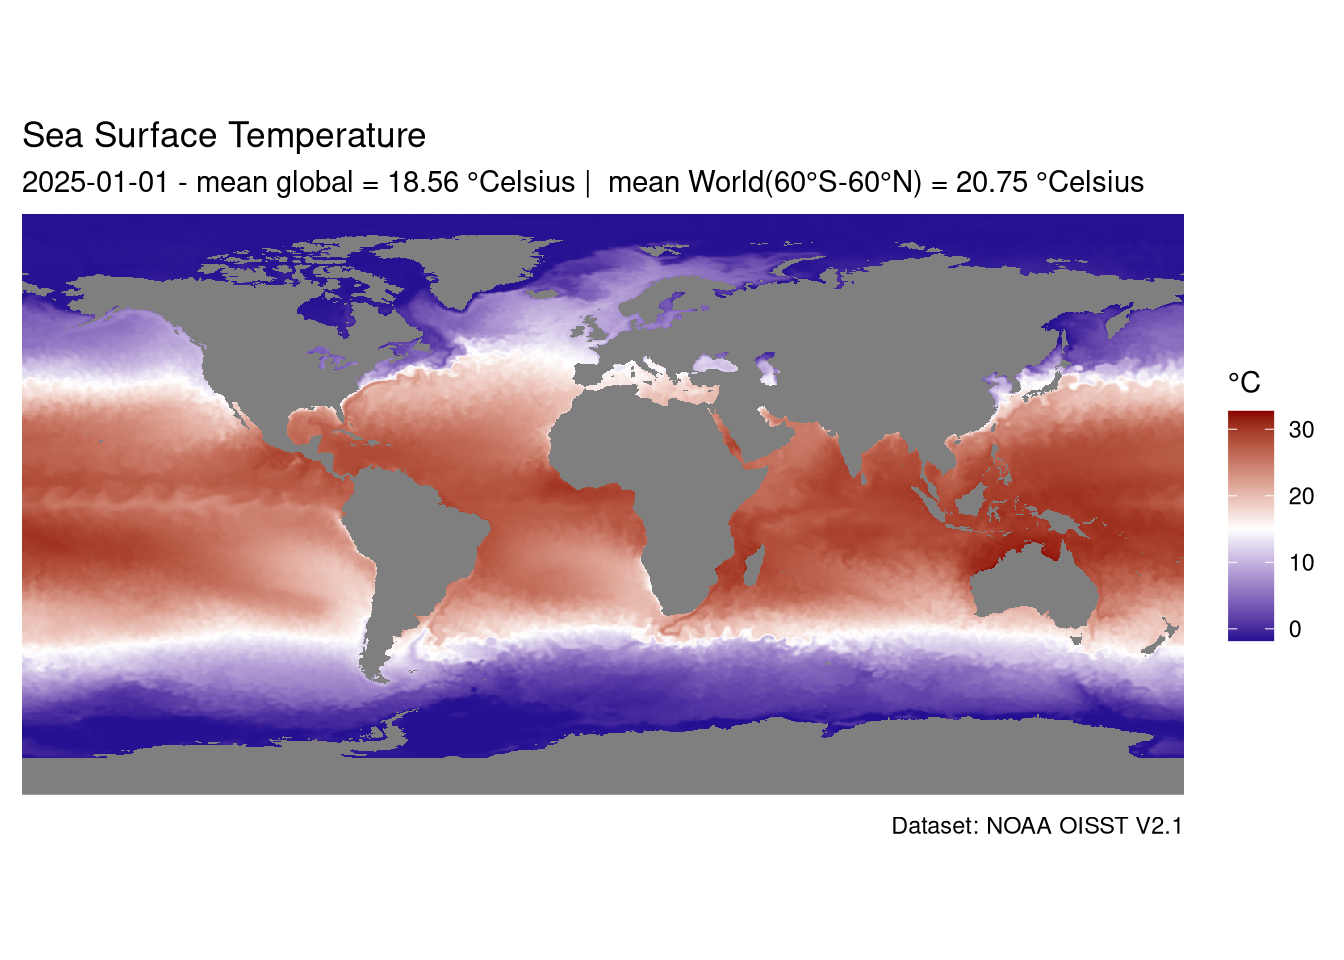 Sea Surface Temperature
2025-01-01 - mean global = 18.56 °Celsius |  mean World(60°S-60°N) = 20.75 °Celsius
°C
30
20
10
0
Dataset: NOAA OISST V2.1